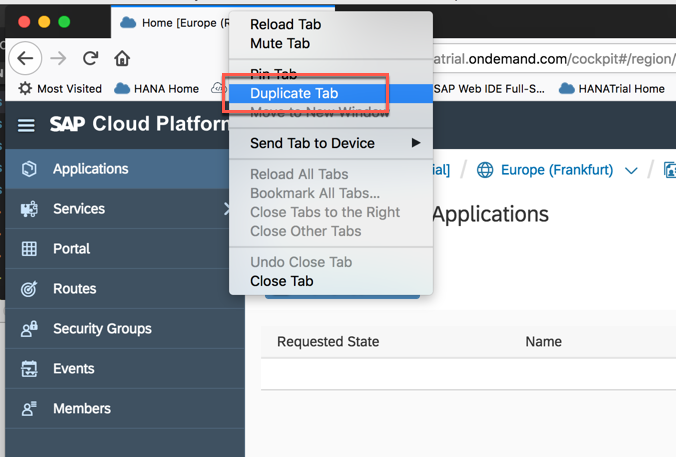 Home [Europe (
Reload Tab
Mute Tab
Pin Tab
Duplicate Tab
Move to New Window
Send Tab to Device
Reload All Tabs
Bookmark All Tabs...
Close Tabs to the Right
Close Other Tabs
Undo Close Tab
Close Tab
atrial.ondemand.com/cockpit#/region/
Most Visited
HANA Home
SAP Web IDE Full-S...
HANATrial Home
SAP Cloud Platform
ial]
/
Europe (Frankfurt)
/
Applications
Services
Portal
Routes
Security Groups
Events
Members
Applications
Requested State
Name